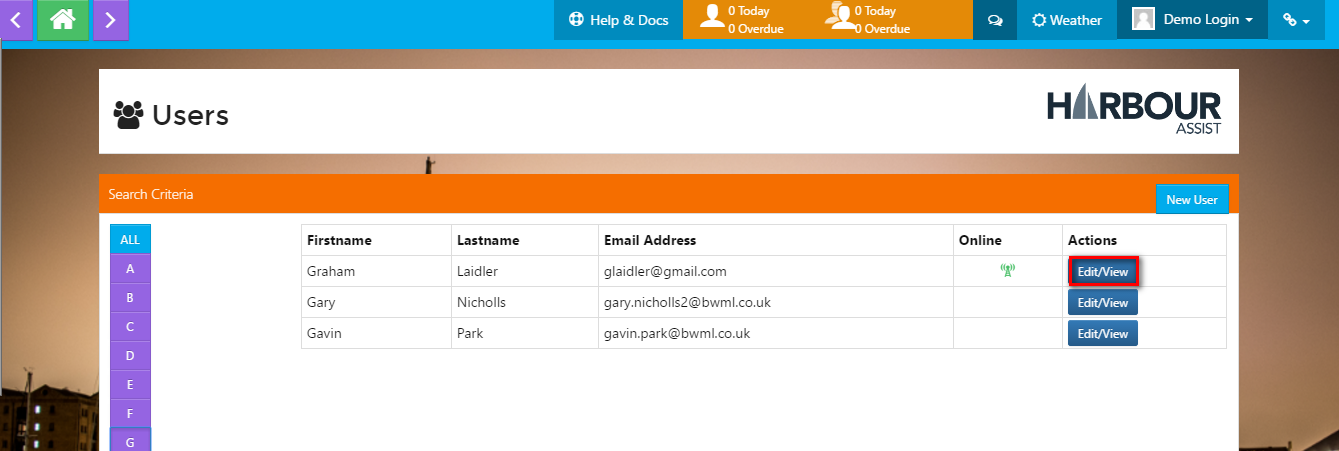 Help & Docs
0 Today
0 Overdue
0 Today
0 Overdue
Weather
Demo Login
Users
HARBOUR
ASSIST
Search Criteria
New User
ALL
A
B
C
D
E
F
G
Firstname Lastname Email Address Online Actions
Graham Laidler glaidler@gmail.com Edit/View
Gary Nicholls gary.nicholls2@bwml.co.uk Edit/View
Gavin Park gavin.park@bwml.co.uk Edit/View